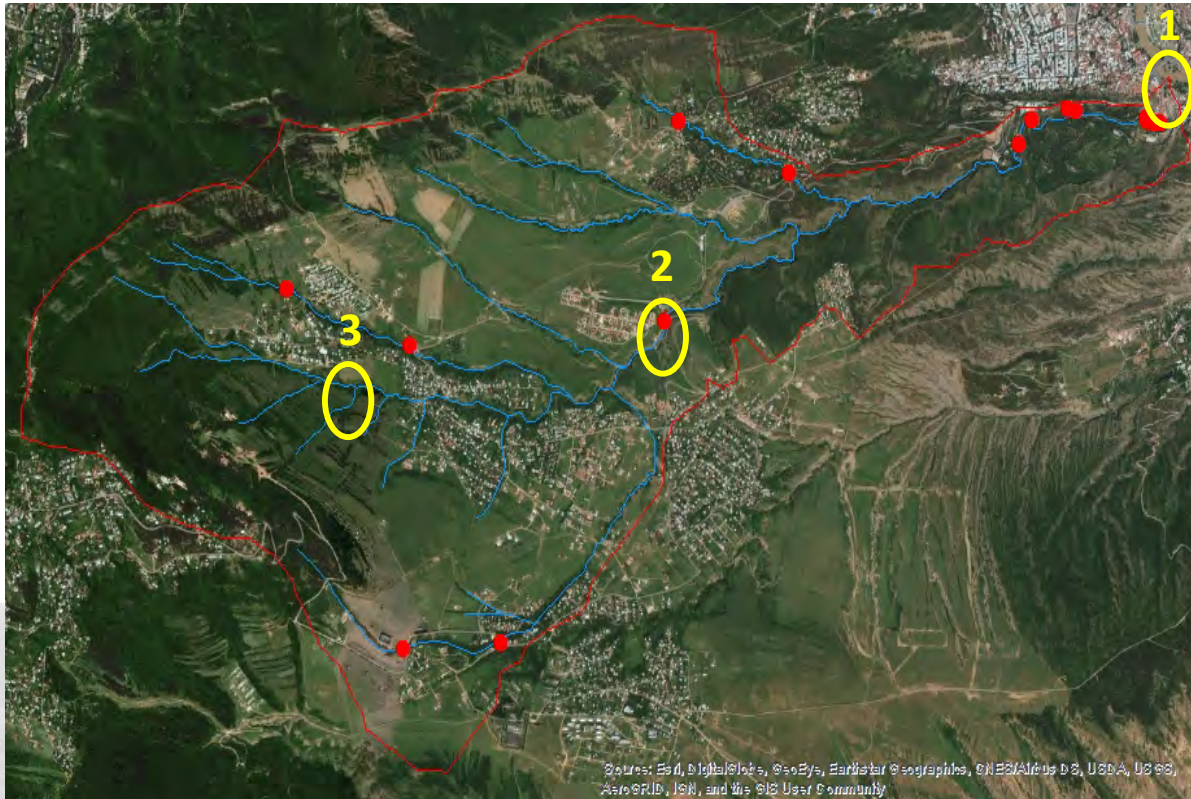 1
2
3
Source: Esri, DigitalGlobe, GeoEye, Earthstar Geographics, CNES/Airbus DS, USDA, USGS,
AeroGRID, IGN, and the GIS User Community